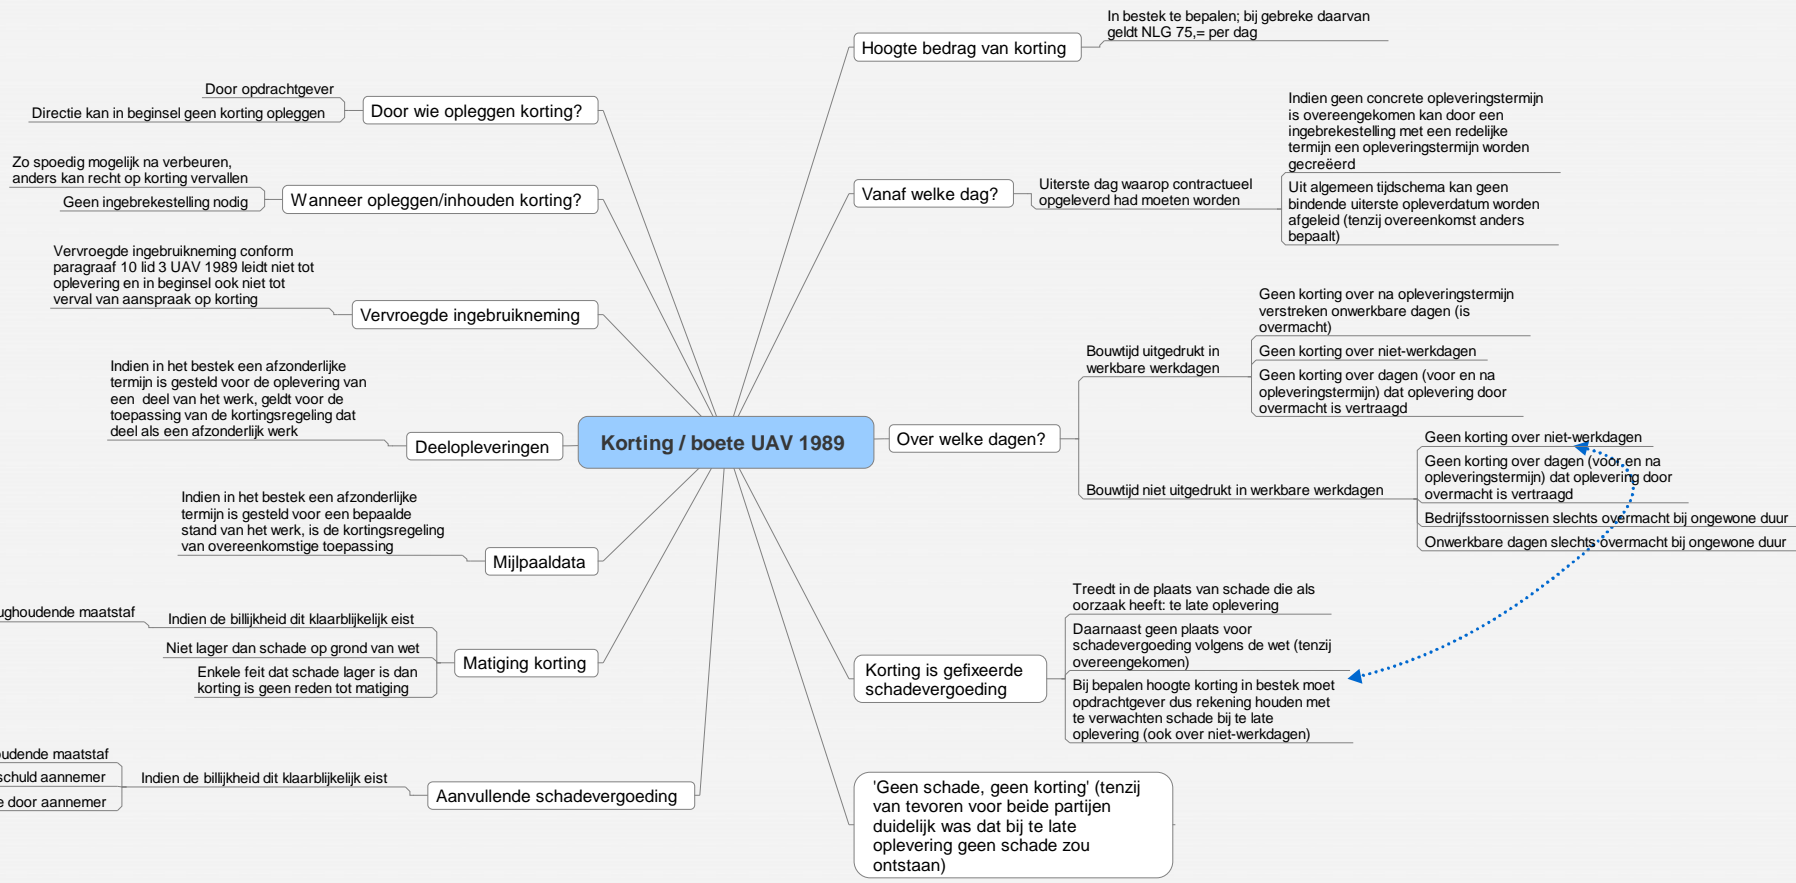 Korting / boete UAV 1989
Hoogte bedrag van korting
In bestek te bepalen; bij gebreke daarvan
geldt NLG 75,= per dag
Vanaf welke dag?
Uiterste dag waarop contractueel
opgeleverd had moeten worden
Indien geen concrete opleveringstermijn
is overeengekomen kan door een
ingebrekestelling met een redelijke
termijn een opleveringstermijn worden
gecreëerd
Uit algemeen tijdschema kan geen
bindende uiterste opleverdatum worden
afgeleid (tenzij overeenkomst anders
bepaalt)
Over welke dagen?
Bouwtijd uitgedrukt in
werkbare werkdagen
Geen korting over na opleveringstermijn
verstreken onwerkbare dagen (is
overmacht)
Geen korting over niet-werkdagen
Geen korting over dagen (voor en na
opleveringstermijn) dat oplevering door
overmacht is vertraagd
Bouwtijd niet uitgedrukt in werkbare werkdagen
Geen korting over niet-werkdagen
Geen korting over dagen (voor en na
opleveringstermijn) dat oplevering door
overmacht is vertraagd
Bedrijfsstoornissen slechts overmacht bij ongewone duur
Onwerkbare dagen slechts overmacht bij ongewone duur
Korting is gefixeerde
schadevergoeding
Treedt in de plaats van schade die als
oorzaak heeft: te late oplevering
Daarnaast geen plaats voor
schadevergoeding volgens de wet (tenzij
overeengekomen)
Bij bepalen hoogte korting in bestek moet
opdrachtgever dus rekening houden met
te verwachten schade bij te late
oplevering (ook over niet-werkdagen)
'Geen schade, geen korting' (tenzij
van tevoren voor beide partijen
duidelijk was dat bij te late
oplevering geen schade zou
ontstaan)
Door wie opleggen korting?
Door opdrachtgever
Directie kan in beginsel geen korting opleggen
Wanneer opleggen/inhouden korting?
Zo spoedig mogelijk na verbeuren,
anders kan recht op korting vervallen
Geen ingebrekestelling nodig
Vervroegde ingebruikneming
Vervroegde ingebruikneming conform
paragraaf 10 lid 3 UAV 1989 leidt niet tot
oplevering en in beginsel ook niet tot
verval van aanspraak op korting
Deelopleveringen
Indien in het bestek een afzonderlijke
termijn is gesteld voor de oplevering van
een deel van het werk, geldt voor de
toepassing van de kortingsregeling dat
deel als een afzonderlijk werk
Mijlpaaldata
Indien in het bestek een afzonderlijke
termijn is gesteld voor een bepaalde
stand van het werk, is de kortingsregeling
van overeenkomstige toepassing
Matiging korting
Indien de billijkheid dit klaarblijkelijk eist
ughoudende maatstaf
Niet lager dan schade op grond van wet
Enkele feit dat schade lager is dan
korting is geen reden tot matiging
Aanvullende schadevergoeding
Indien de billijkheid dit klaarblijkelijk eist
oudende maatstaf
schuld aannemer
e door aannemer